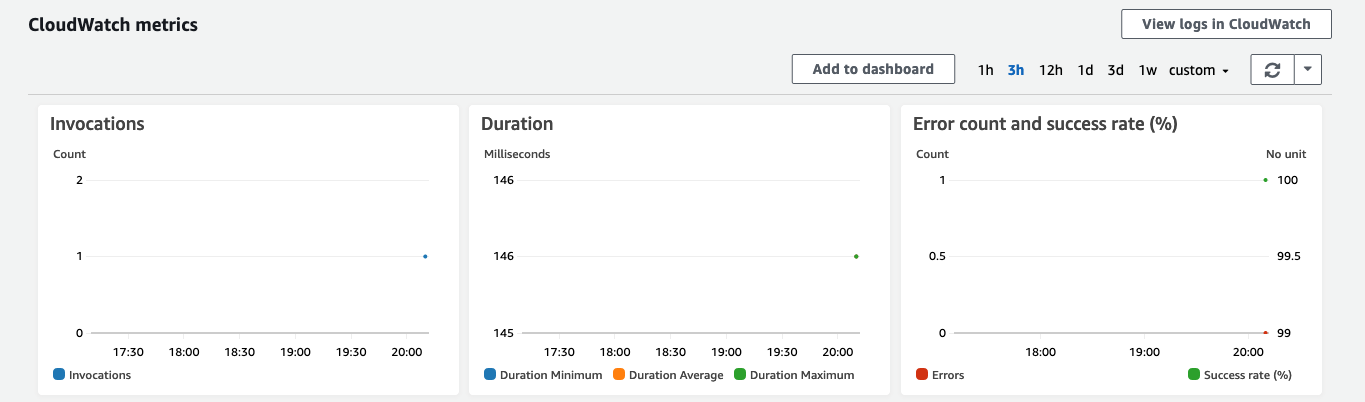 CloudWatch metrics
View logs in CloudWatch
Add to dashboard 1h 3h 12h 1d 3d 1w custom
Invocations
Count
2
1
0
17:30 18:00 18:30 19:00 19:30 20:00
Invocations
Duration
Milliseconds
146
146
145
17:30 18:00 18:30 19:00 19:30 20:00
Duration Minimum Duration Average Duration Maximum
Error count and success rate (%)
Count No unit
1 100
0.5 99.5
0 99
18:00 19:00 20:00
Errors Success rate (%)